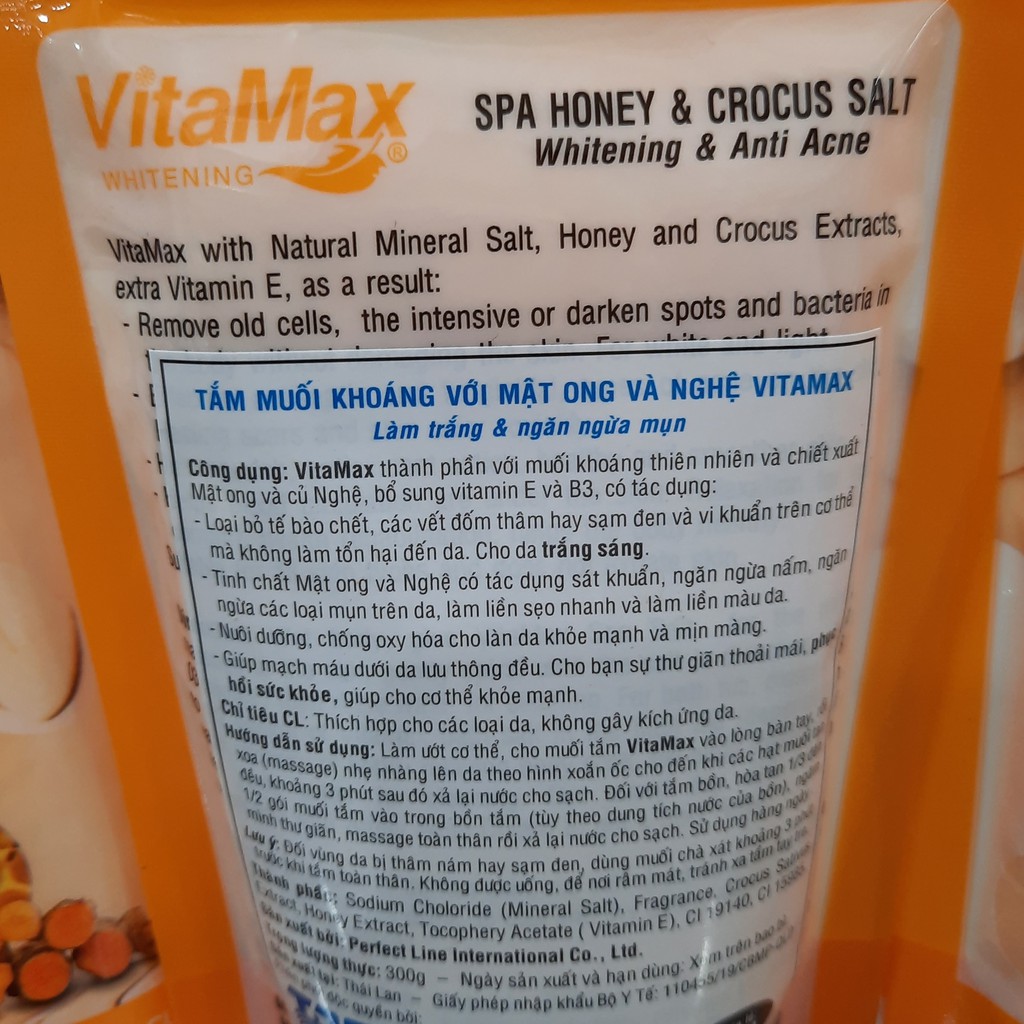 VitaMax®
WHITENING
SPA HONEY & CROCUS SALT
Whitening & Anti Acne
VitaMax with Natural Mineral Salt, Honey and Crocus Extracts,
extra Vitamin E, as a result:
- Remove old cells, the intensive or darken spots and bacteria in
TẮM MUỐI KHOÁNG VỚI MẬT ONG VÀ NGHỆ VITAMAX
Làm trắng & ngăn ngừa mụn
Công dụng: VitaMax thành phần với muối khoáng thiên nhiên và chiết xuất
Mật ong và củ Nghệ, bổ sung vitamin E và B3, có tác dụng:
- Loại bỏ tế bào chết, các vết đốm thâm hay sạm đen và vi khuẩn trên cơ thể
mà không làm tổn hại đến da. Cho da trắng sáng.
- Tinh chất Mật ong và Nghệ có tác dụng sát khuẩn, ngăn ngừa nấm, ngăn
ngừa các loại mụn trên da, làm liền sẹo nhanh và làm liền màu da.
- Nuôi dưỡng, chống oxy hóa cho làn da khỏe mạnh và mịn màng.
- Giúp mạch máu dưới da lưu thông đều. Cho bạn sự thư giãn thoải mái, phục
hồi sức khỏe, giúp cho cơ thể khỏe mạnh.
Chỉ tiêu CL: Thích hợp cho các loại da, không gây kích ứng da.
Hướng dẫn sử dụng: Làm ướt cơ thể, cho muối tắm VitaMax vào lòng bàn tay,
xoa (massage) nhẹ nhàng lên da theo hình xoắn ốc cho đến khi các hạt muối tan
đều, khoảng 3 phút sau đó xả lại nước cho sạch. Đối với tắm bồn, hòa tan 1/3 đến
1/2 gói muối tắm vào trong bồn tắm (tùy theo dung tích nước của bồn), ngâm
mình thư giãn, massage toàn thân rồi xả lại nước cho sạch. Sử dụng hàng ngày
Lưu ý: Đối vùng da bị thâm nám hay sạm đen, dùng muối chà xát khoảng 3 phút
trước khi tắm toàn thân. Không được uống, để nơi râm mát, tránh xa tầm tay
Thành phần: Sodium Choloride (Mineral Salt), Fragrance, Crocus Sativus
Extract, Honey Extract, Tocophery Acetate ( Vitamin E), CI 19140, CI 15985
Sản xuất bởi: Perfect Line International Co., Ltd.
Trọng lượng thực: 300g – Ngày sản xuất và hạn dùng: Xem trên bao bì
Sản xuất tại: Thái Lan – Giấy phép nhập khẩu Bộ Y Tế:
độc quyền bởi: